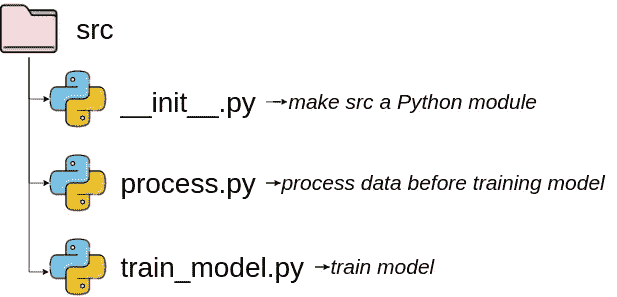 src
__init__.py →make src a Python module
process.py →process data before training model
train_model.py →train model